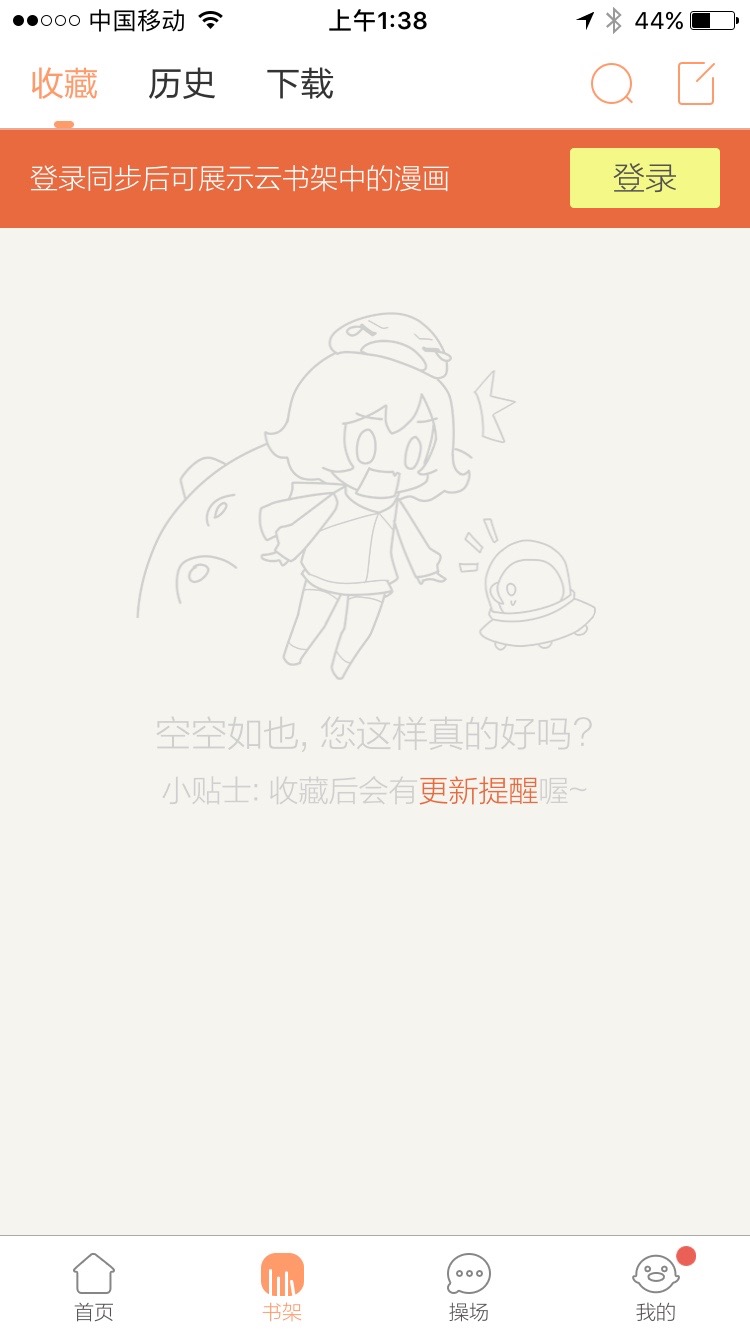 中国移动 上午1:38 44%
收藏 历史 下载
登录同步后可展示云书架中的漫画 登录
空空如也, 您这样真的好吗?
小贴士: 收藏后会有更新提醒喔~
首页 书架 操场 我的